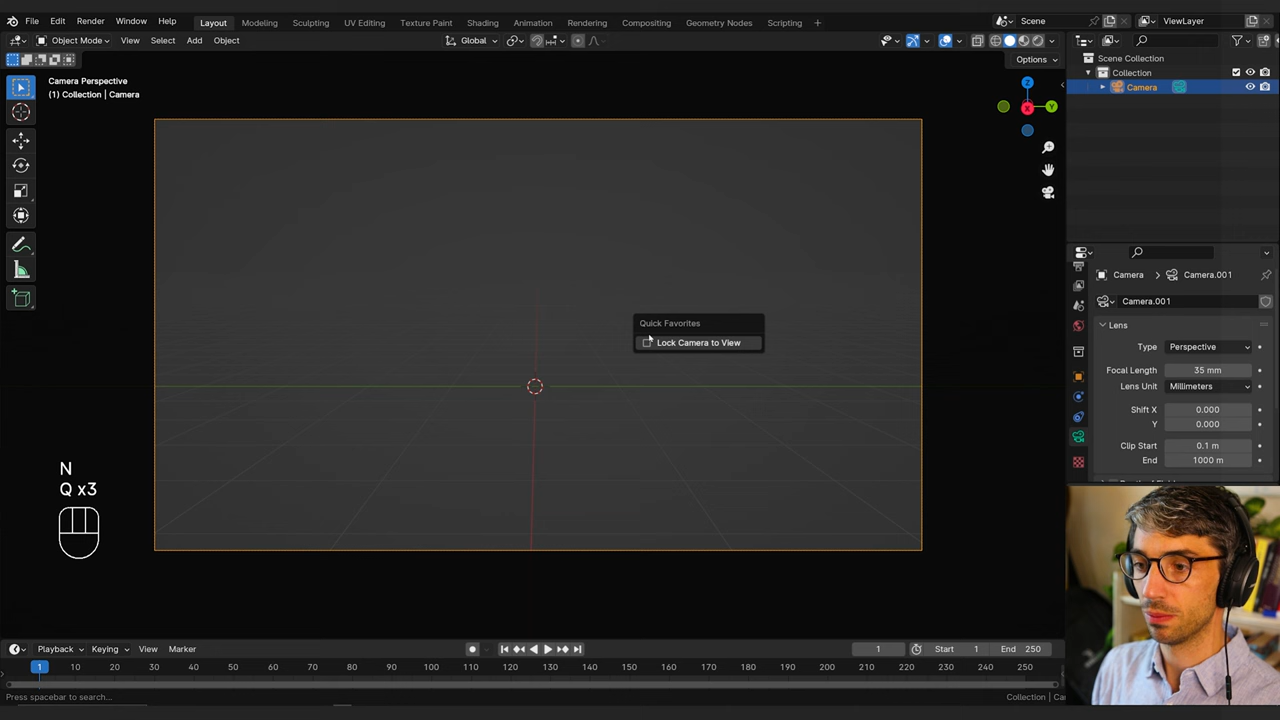 File Edit Render Window Help Layout Modeling Sculpting UV Editing Texture Paint Shading Animation Rendering Compositing Geometry Nodes Scripting + Scene ViewLayer
Object Mode View Select Add Object Global
Options
Scene Collection
Collection
Camera
Camera Perspective
(1) Collection | Camera
Z
Y
X
Quick Favorites
Lock Camera to View
Camera > Camera.001
Camera.001
Lens
Type Perspective
Focal Length 35 mm
Lens Unit Millimeters
Shift X 0.000
Y 0.000
Clip Start 0.1 m
End 1000 m
N
Q x3
Playback Keying View Marker 1 Start 1 End 250
1 10 20 30 40 50 60 70 80 90 100 110 120 130 140 150 160 170 180 190 200 210 220 230 240 250
Press spacebar to search... Collection | Ca